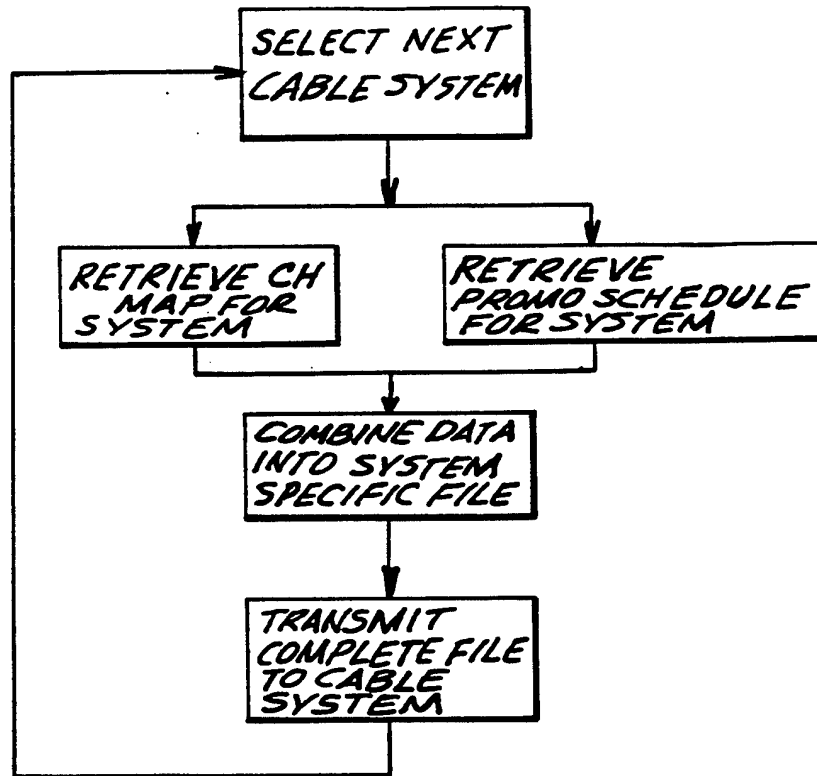 SELECT NEXT
CABLE SYSTEM
RETRIEVE CH
MAP FOR
SYSTEM
RETRIEVE
PROMO SCHEDULE
FOR SYSTEM
COMBINE DATA
INTO SYSTEM
SPECIFIC FILE
TRANSMIT
COMPLETE FILE
TO CABLE
SYSTEM